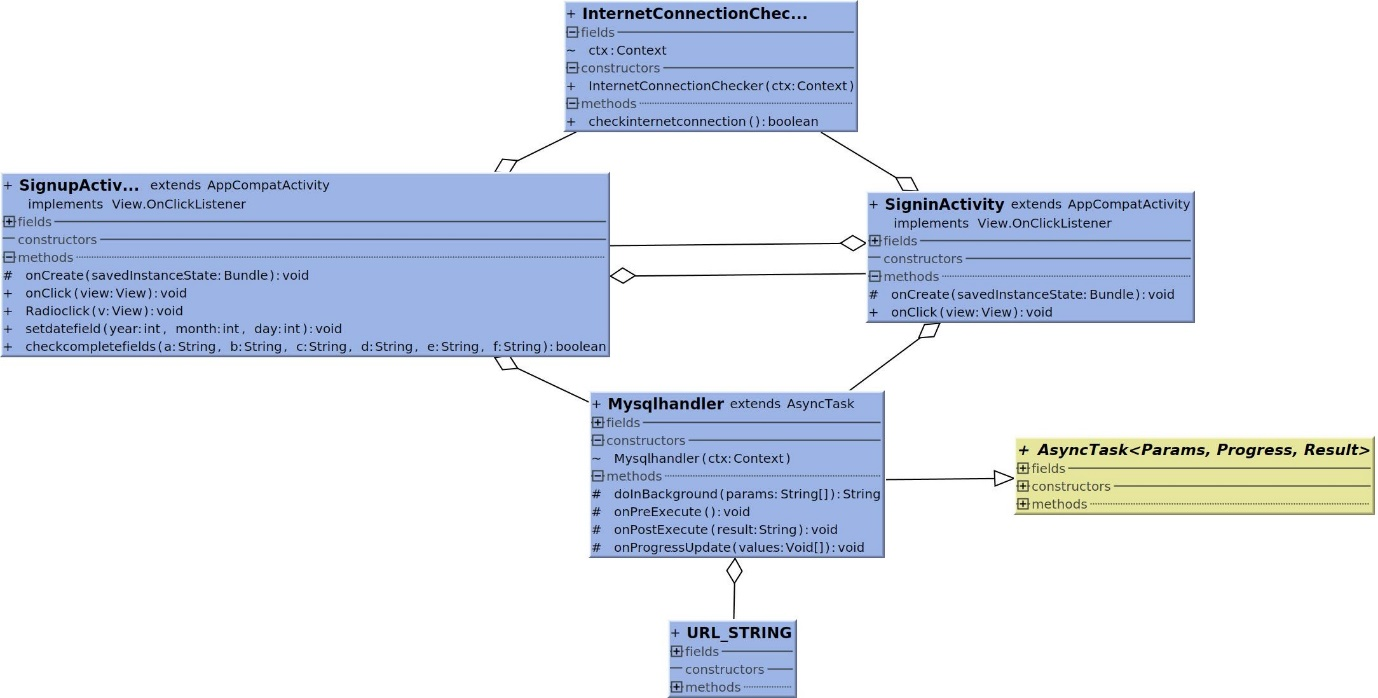 + InternetConnectionChec...
fields
~ ctx:Context
constructors
+ InternetConnectionChecker(ctx:Context)
methods
+ checkinternetconnection():boolean
+ SignupActiv... extends AppCompatActivity
implements View.OnClickListener
fields
constructors
methods
# onCreate(savedInstanceState:Bundle):void
+ onClick(view:View):void
+ Radioclick(v:View):void
+ setdatefield(year:int, month:int, day:int):void
+ checkcompletefields(a:String, b:String, c:String, d:String, e:String, f:String):boolean
+ SigninActivity extends AppCompatActivity
implements View.OnClickListener
fields
constructors
methods
# onCreate(savedInstanceState:Bundle):void
+ onClick(view:View):void
+ Mysqlhandler extends AsyncTask
fields
constructors
~ Mysqlhandler(ctx:Context)
methods
# doInBackground(params:String[]):String
# onPreExecute():void
# onPostExecute(result:String):void
# onProgressUpdate(values:Void[]):void
+ AsyncTask<Params, Progress, Result>
fields
constructors
methods
+ URL_STRING
fields
constructors
methods